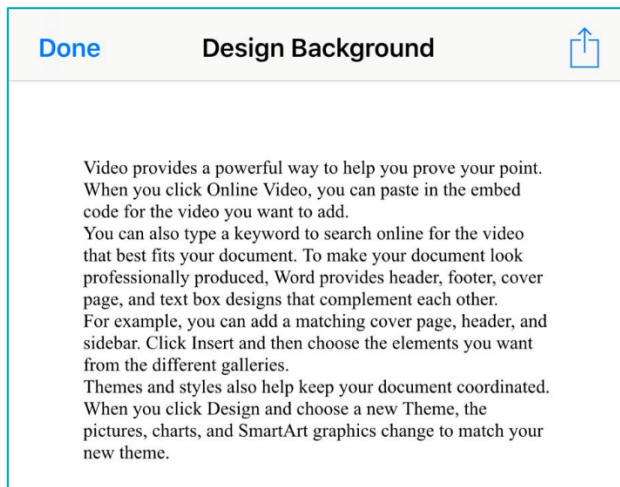 Done
Design Background
Video provides a powerful way to help you prove your point.
When you click Online Video, you can paste in the embed
code for the video you want to add.
You can also type a keyword to search online for the video
that best fits your document. To make your document look
professionally produced, Word provides header, footer, cover
page, and text box designs that complement each other.
For example, you can add a matching cover page, header, and
sidebar. Click Insert and then choose the elements you want
from the different galleries.
Themes and styles also help keep your document coordinated.
When you click Design and choose a new Theme, the
pictures, charts, and SmartArt graphics change to match your
new theme.